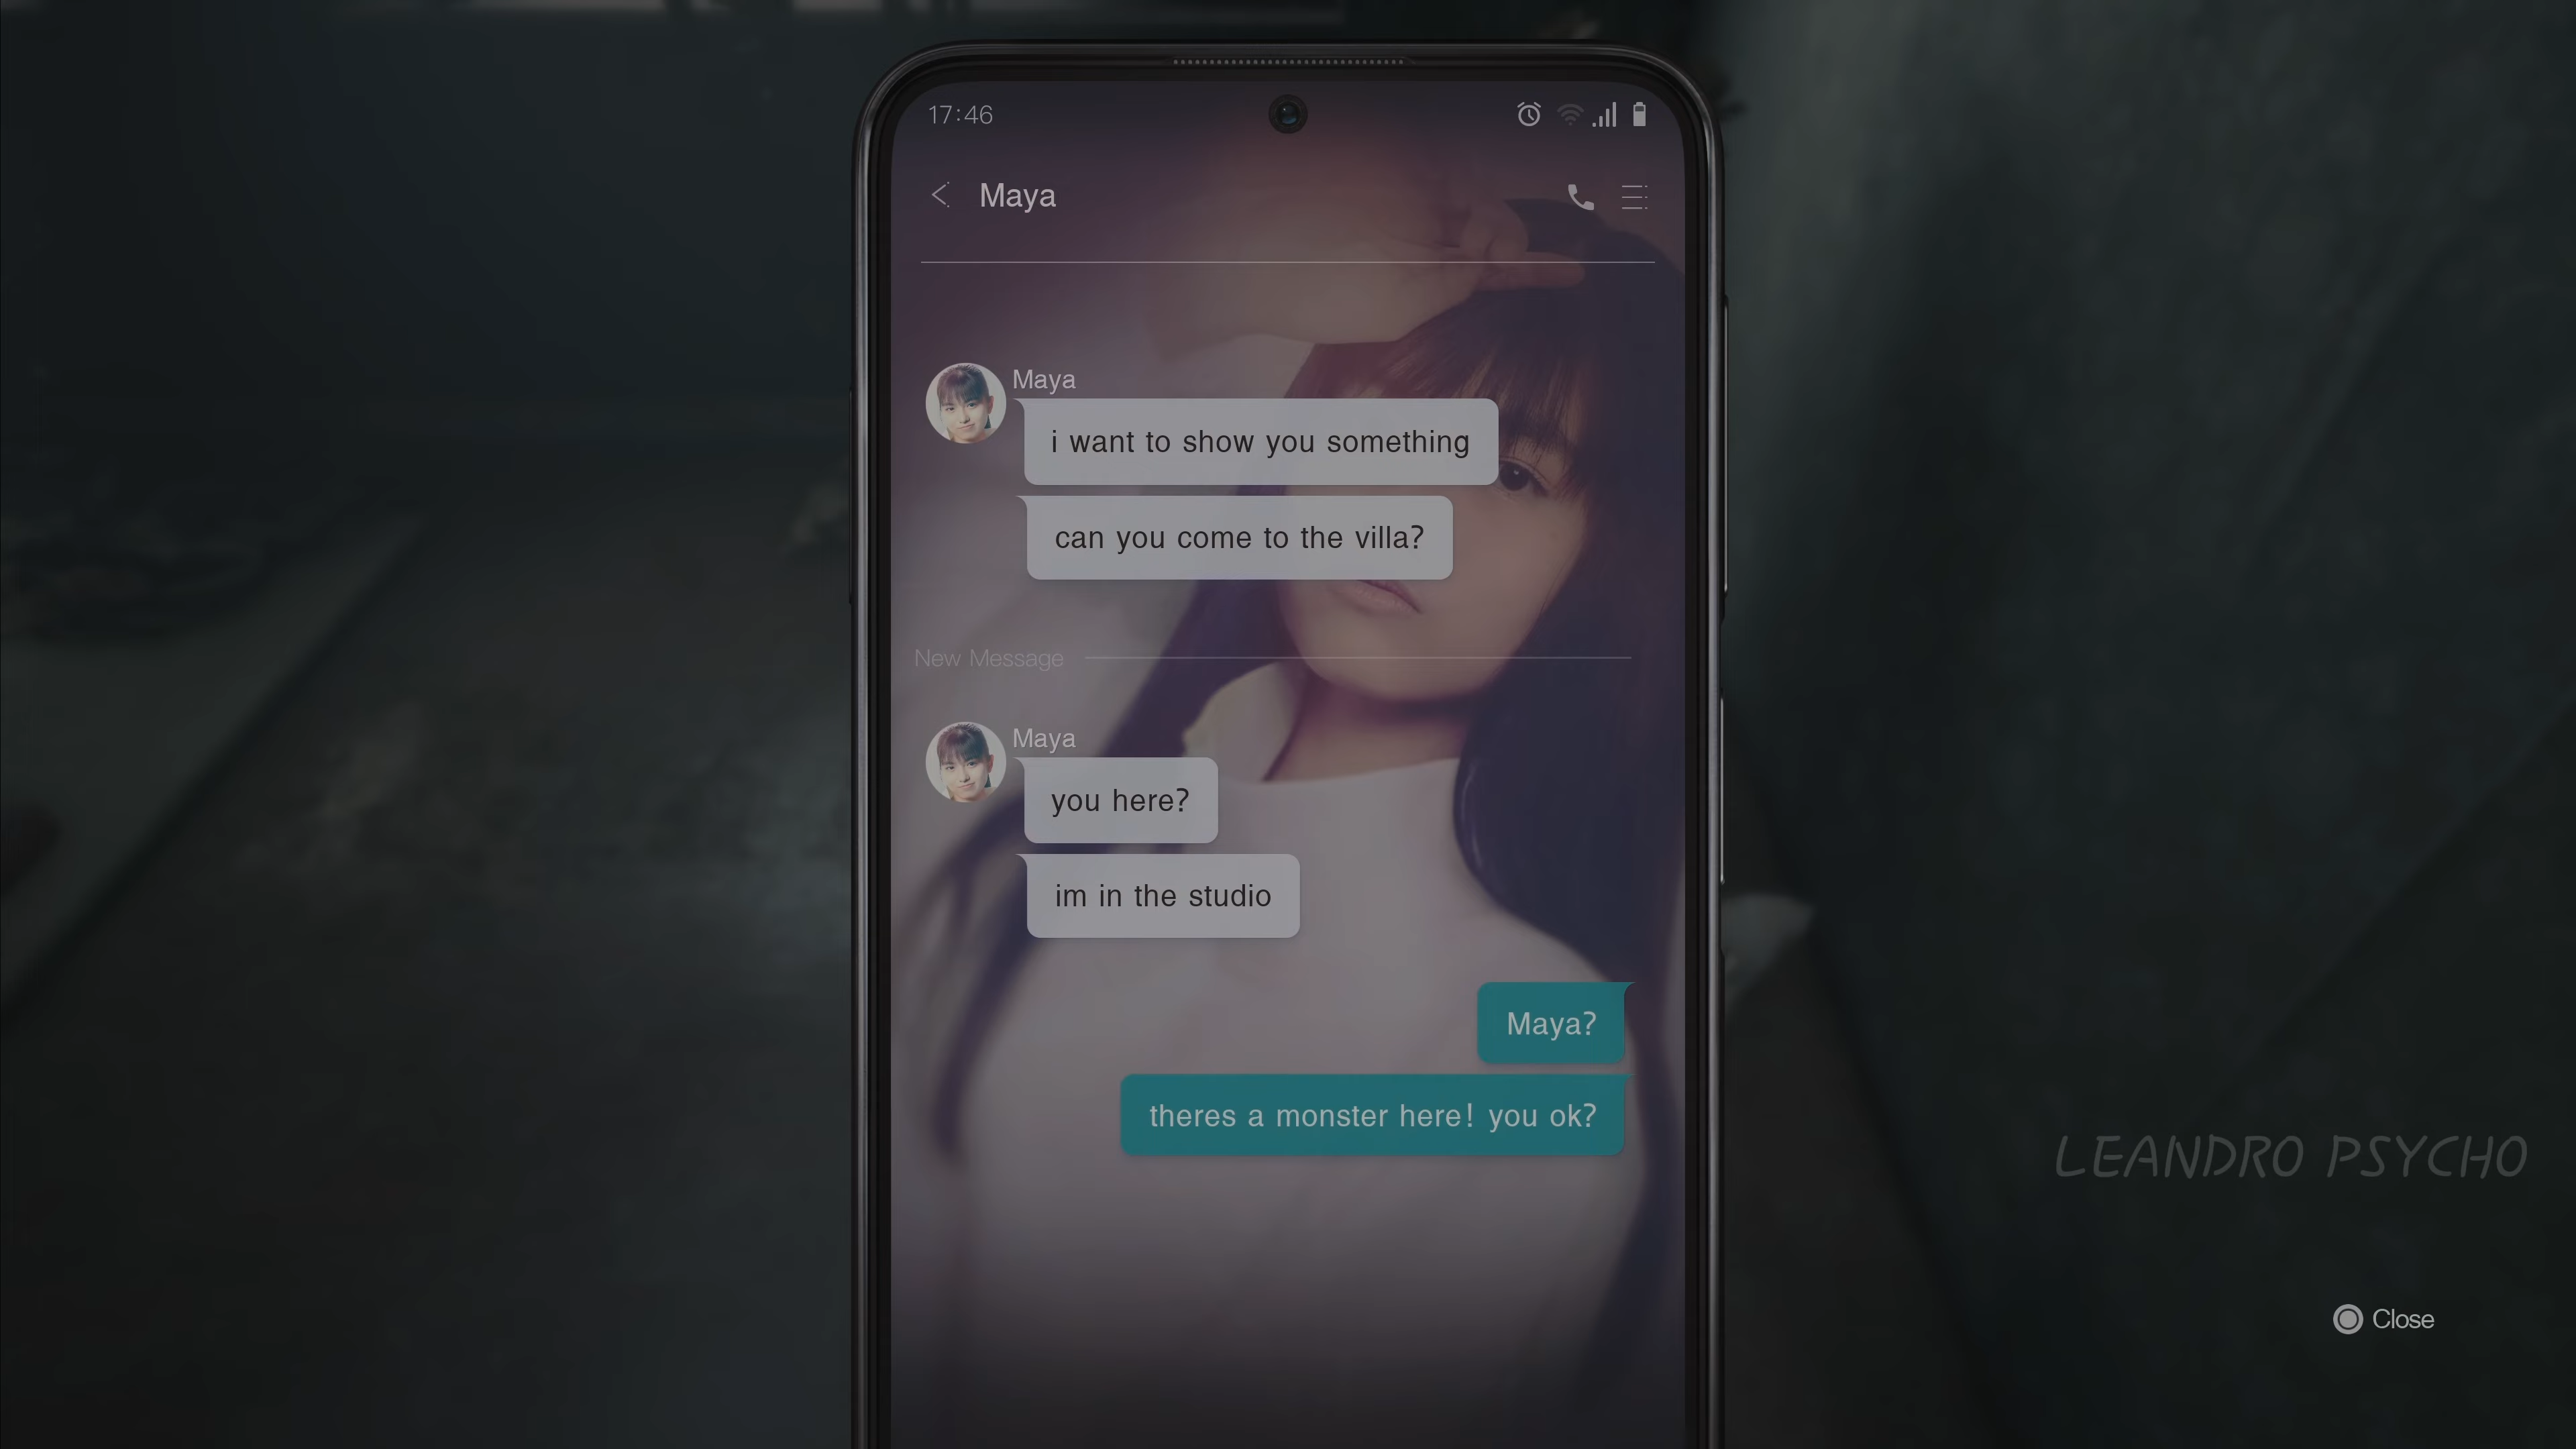 17:46
Maya
Maya
i want to show you something
can you come to the villa?
New Message
Maya
you here?
im in the studio
Maya?
theres a monster here! you ok?
LEANDRO PSYCHO
Close